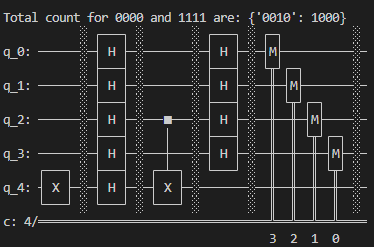 Total count for 0000 and 1111 are: {'0010': 1000}
q_0: H H M
q_1: H H M
q_2: H H M
q_3: H H M
q_4: X H X
c: 4/
3 2 1 0